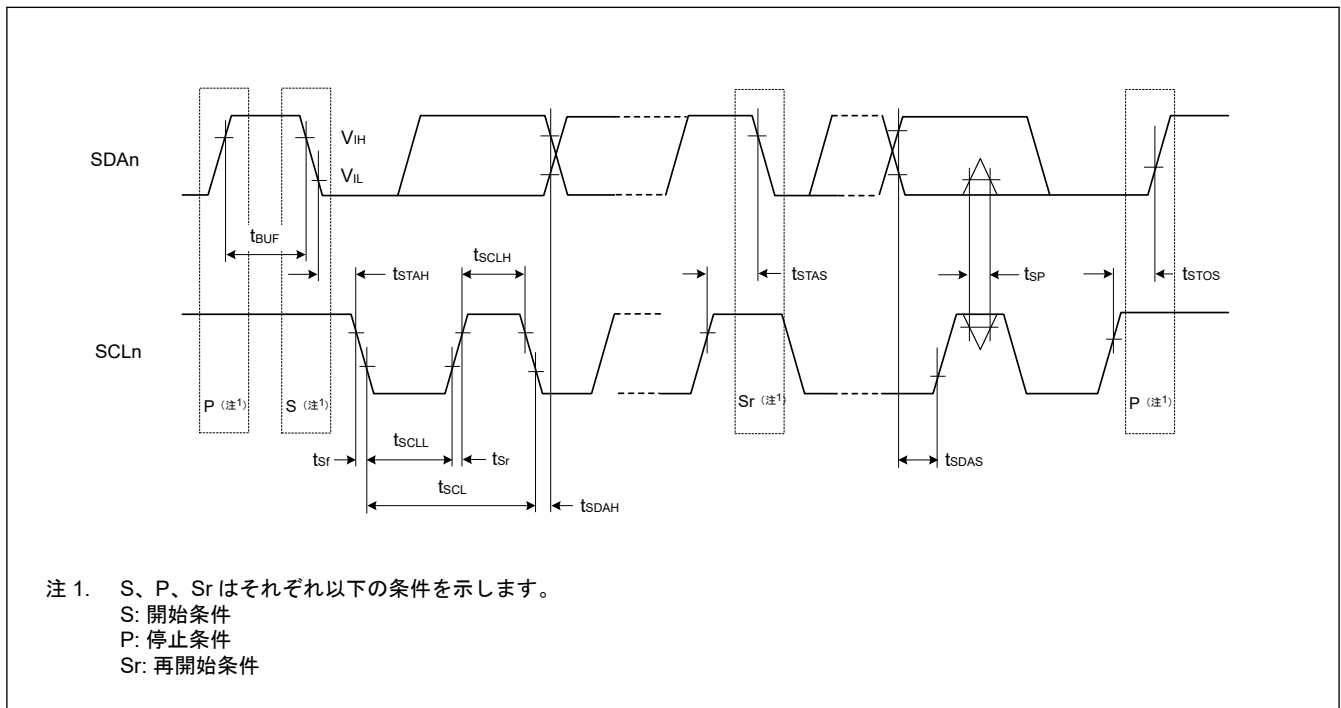 SDAn
VIH
VIL
tBUF
tSTAH
tSCLH
tSTAS
tSP
tSTOS
SCLn
P（注1）
S（注1）
Sr（注1）
P（注1）
tSf
tSCLL
tSr
tSDAS
tSCL
tSDAH
注 1. S、P、Sr はそれぞれ以下の条件を示します。
S: 開始条件
P: 停止条件
Sr: 再開始条件